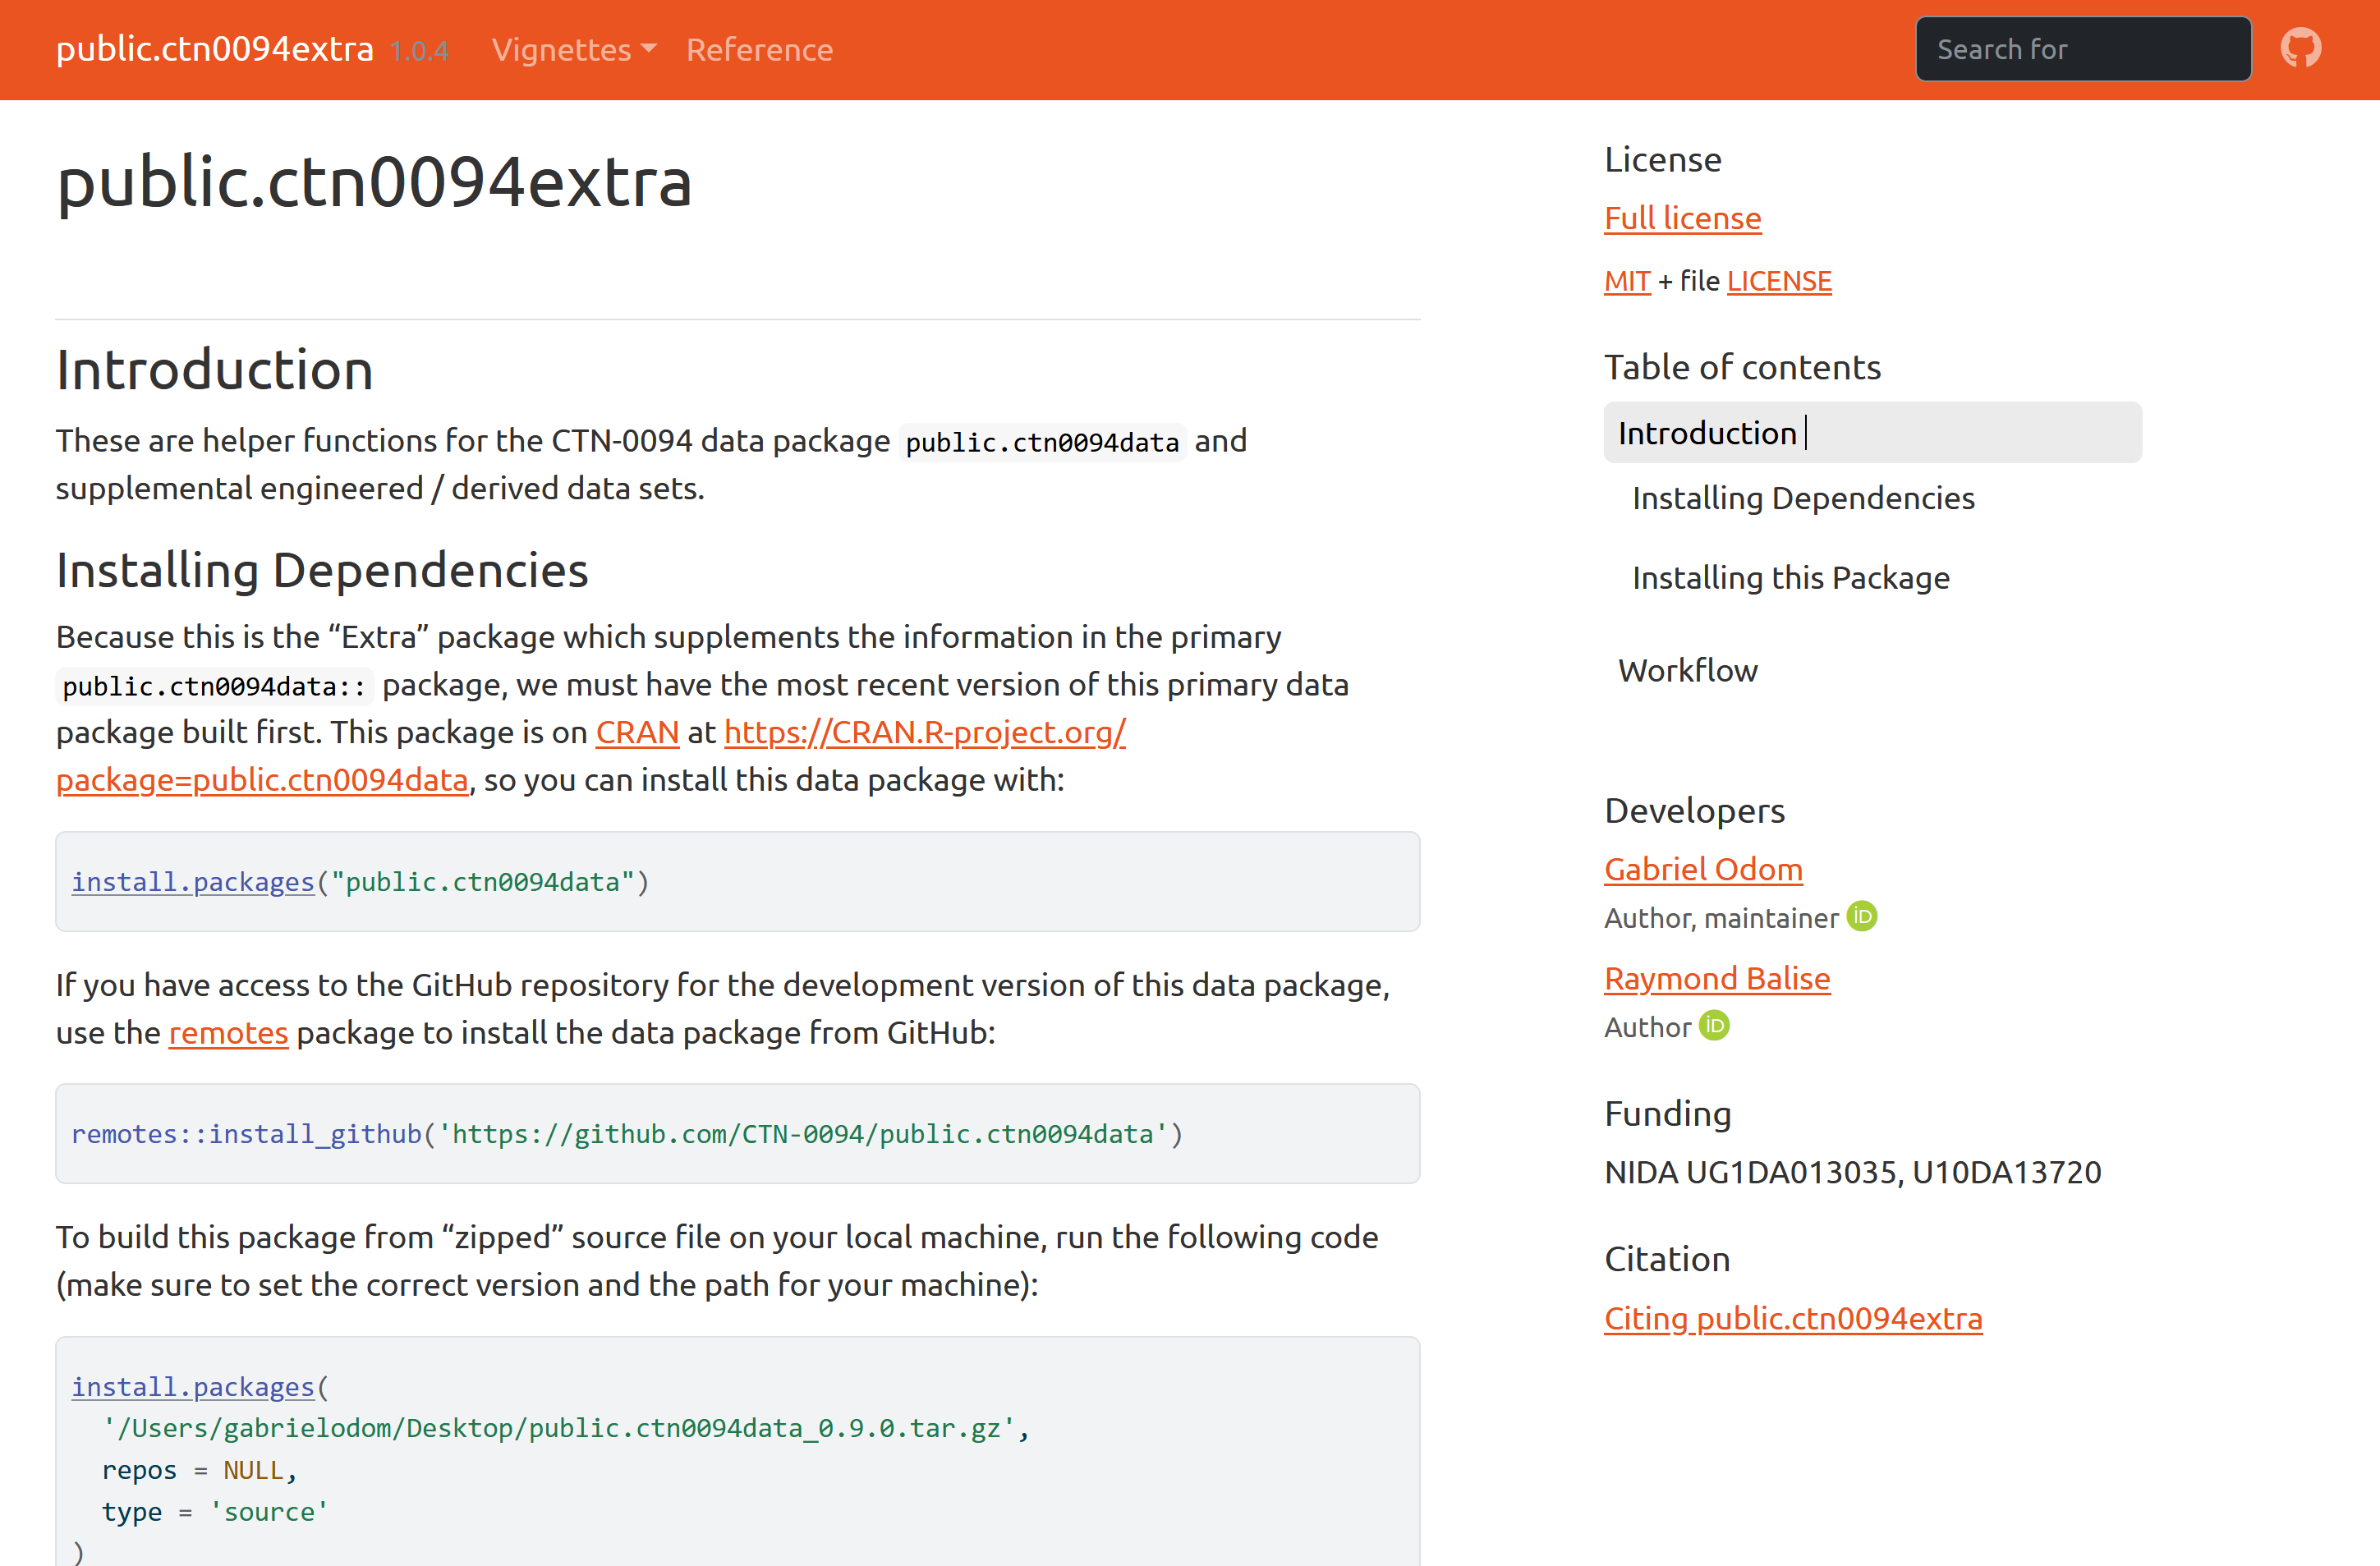 public.ctn0094extra 1.0.4 Vignettes Reference Search for
public.ctn0094extra
Introduction
These are helper functions for the CTN-0094 data package public.ctn0094data and
supplemental engineered / derived data sets.
Installing Dependencies
Because this is the “Extra” package which supplements the information in the primary
public.ctn0094data:: package, we must have the most recent version of this primary data
package built first. This package is on CRAN at https://CRAN.R-project.org/
package=public.ctn0094data, so you can install this data package with:
install.packages("public.ctn0094data")
If you have access to the GitHub repository for the development version of this data package,
use the remotes package to install the data package from GitHub:
remotes::install_github('https://github.com/CTN-0094/public.ctn0094data')
To build this package from “zipped” source file on your local machine, run the following code
(make sure to set the correct version and the path for your machine):
install.packages(
  '/Users/gabrielodom/Desktop/public.ctn0094data_0.9.0.tar.gz',
  repos = NULL,
  type = 'source'
)
License
Full license
MIT + file LICENSE
Table of contents
Introduction
Installing Dependencies
Installing this Package
Workflow
Developers
Gabriel Odom
Author, maintainer iD
Raymond Balise
Author iD
Funding
NIDA UG1DA013035, U10DA13720
Citation
Citing public.ctn0094extra